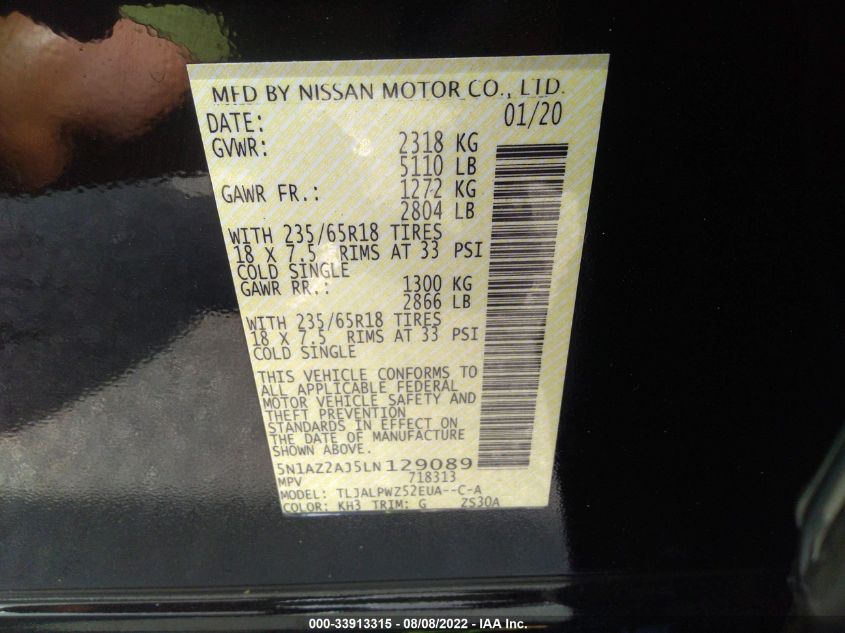 MFD BY NISSAN MOTOR CO., LTD.
DATE: 01/20
GVWR: 2318 KG
5110 LB
GAWR FR.: 1272 KG
2804 LB
WITH 235/65R18 TIRES
18 X 7.5 RIMS AT 33 PSI
COLD SINGLE
GAWR RR.: 1300 KG
2866 LB
WITH 235/65R18 TIRES
18 X 7.5 RIMS AT 33 PSI
COLD SINGLE
THIS VEHICLE CONFORMS TO
ALL APPLICABLE FEDERAL
MOTOR VEHICLE SAFETY AND
THEFT PREVENTION
STANDARDS IN EFFECT ON
THE DATE OF MANUFACTURE
SHOWN ABOVE.
5N1AZ2AJ5LN129089
MPV 718313
MODEL: TLJALPWZ52EUA--C-A
COLOR: KH3 TRIM: G ZS30A
000-33913315 - 08/08/2022 - IAA Inc.